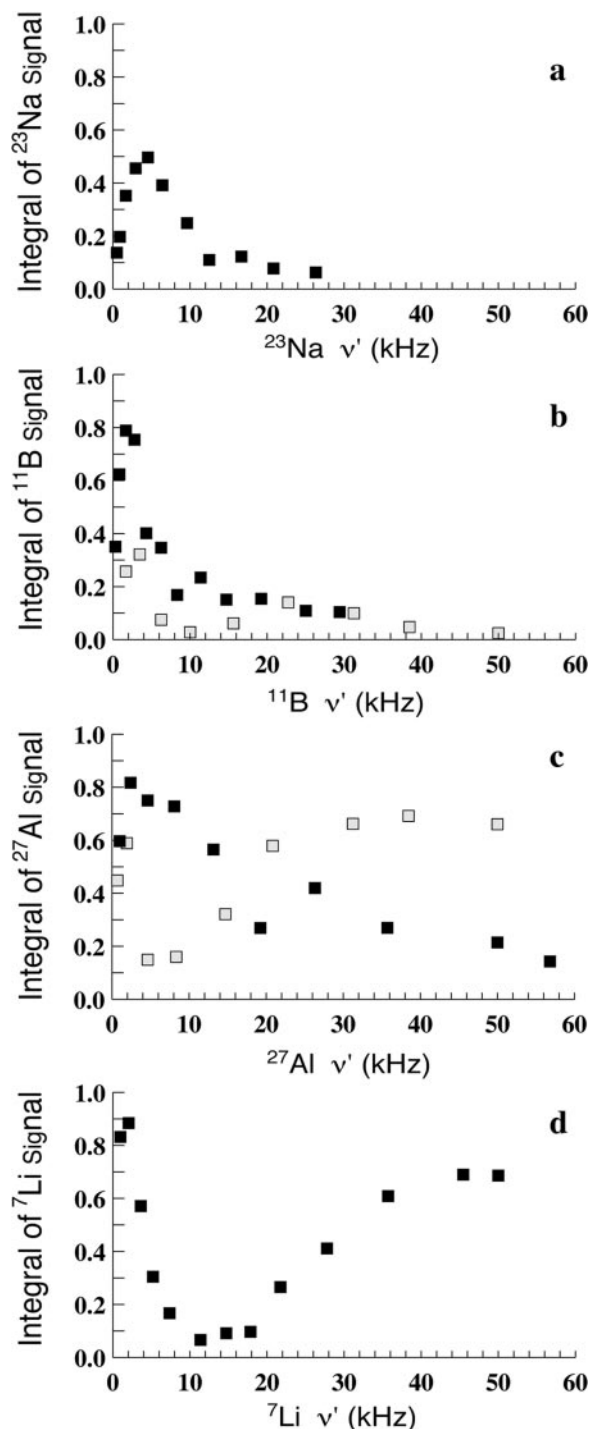 a
Integral of ²³Na Signal
1.0
0.8
0.6
0.4
0.2
0.0
0 10 20 30 40 50 60
²³Na ν' (kHz)
b
Integral of ¹¹B Signal
1.0
0.8
0.6
0.4
0.2
0.0
0 10 20 30 40 50 60
¹¹B ν' (kHz)
c
Integral of ²⁷Al Signal
1.0
0.8
0.6
0.4
0.2
0.0
0 10 20 30 40 50 60
²⁷Al ν' (kHz)
d
Integral of ⁷Li Signal
1.0
0.8
0.6
0.4
0.2
0.0
0 10 20 30 40 50 60
⁷Li ν' (kHz)